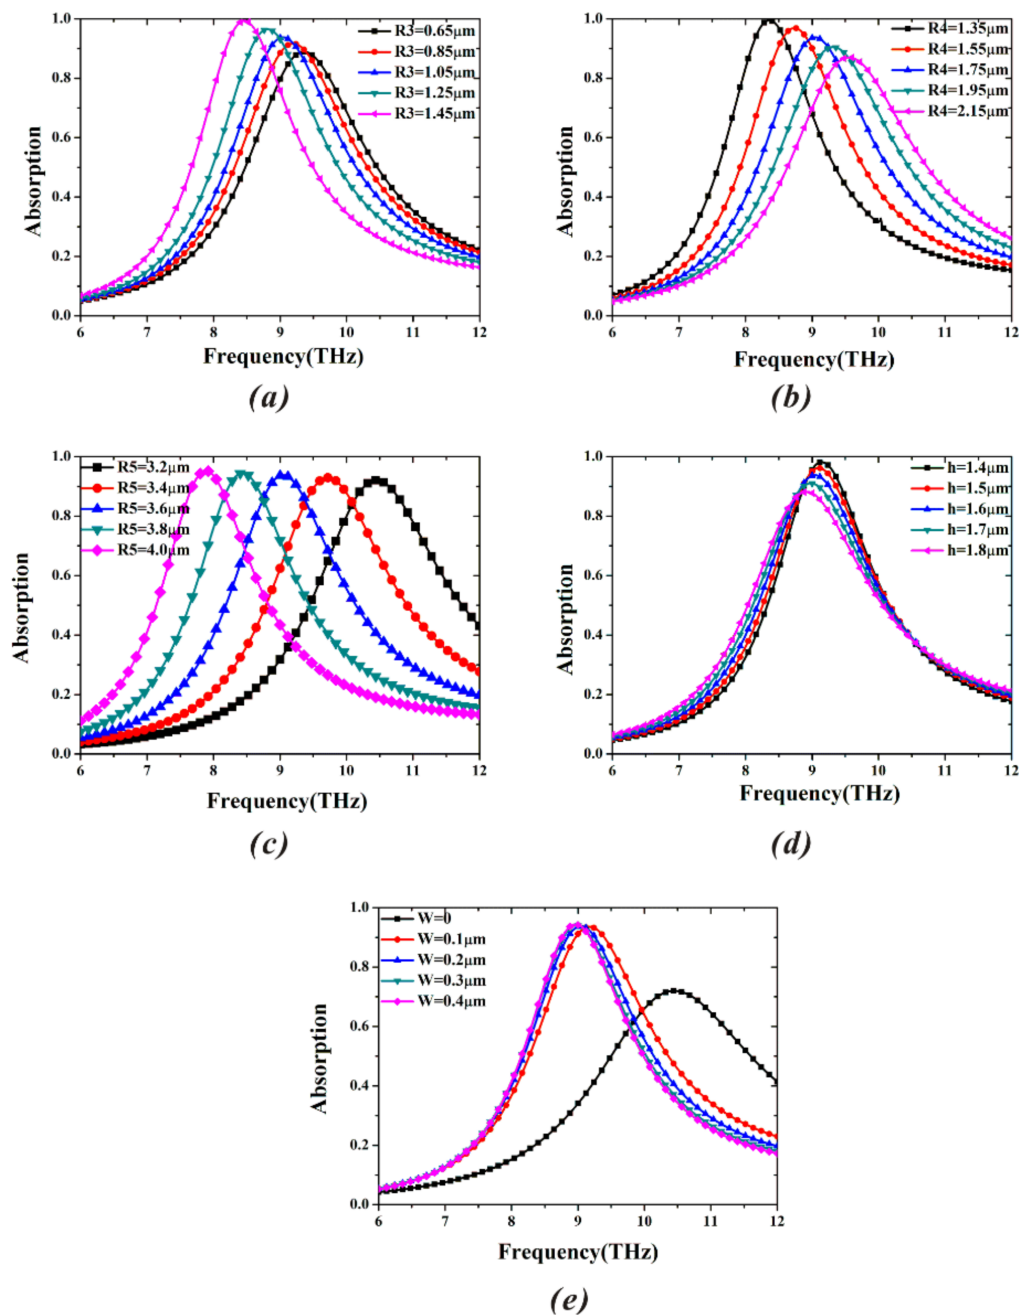 1.0
0.8
0.6
0.4
0.2
0.0
Absorption
R3=0.65μm
R3=0.85μm
R3=1.05μm
R3=1.25μm
R3=1.45μm
6 7 8 9 10 11 12
Frequency(THz)
(a)
1.0
0.8
0.6
0.4
0.2
0.0
Absorption
R4=1.35μm
R4=1.55μm
R4=1.75μm
R4=1.95μm
R4=2.15μm
6 7 8 9 10 11 12
Frequency(THz)
(b)
1.0
0.8
0.6
0.4
0.2
0.0
Absorption
R5=3.2μm
R5=3.4μm
R5=3.6μm
R5=3.8μm
R5=4.0μm
6 7 8 9 10 11 12
Frequency(THz)
(c)
1.0
0.8
0.6
0.4
0.2
0.0
Absorption
h=1.4μm
h=1.5μm
h=1.6μm
h=1.7μm
h=1.8μm
6 7 8 9 10 11 12
Frequency(THz)
(d)
1.0
0.8
0.6
0.4
0.2
0.0
Absorption
W=0
W=0.1μm
W=0.2μm
W=0.3μm
W=0.4μm
6 7 8 9 10 11 12
Frequency(THz)
(e)